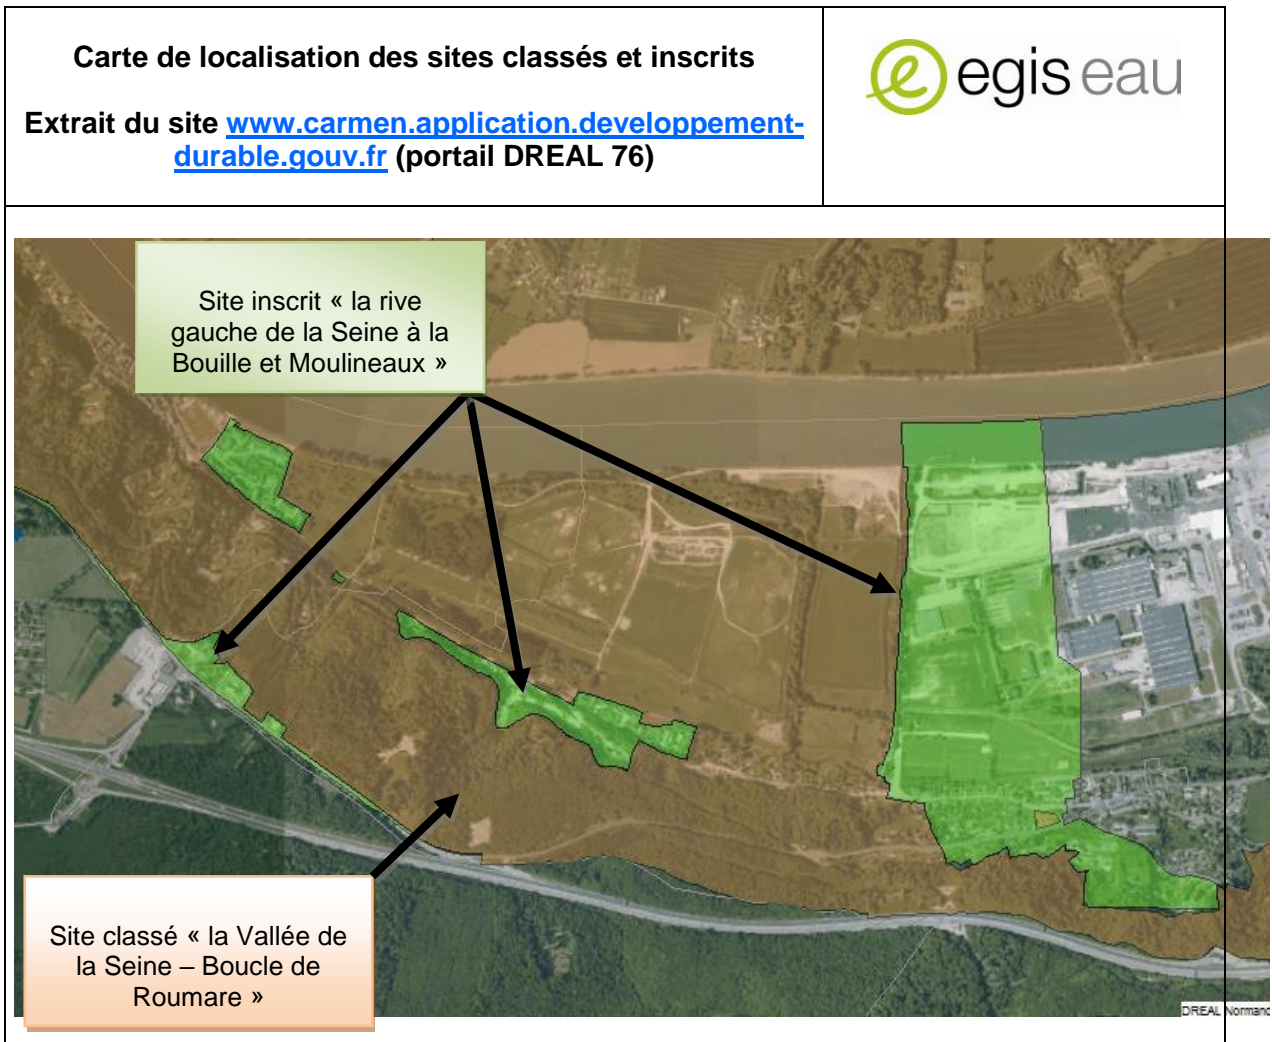 Carte de localisation des sites classés et inscrits
Extrait du site www.carmen.application.developpement-
durable.gouv.fr (portail DREAL 76)
egis eau
Site inscrit « la rive
gauche de la Seine à la
Bouille et Moulineaux »
Site classé « la Vallée de
la Seine – Boucle de
Roumare »
DREAL Normand